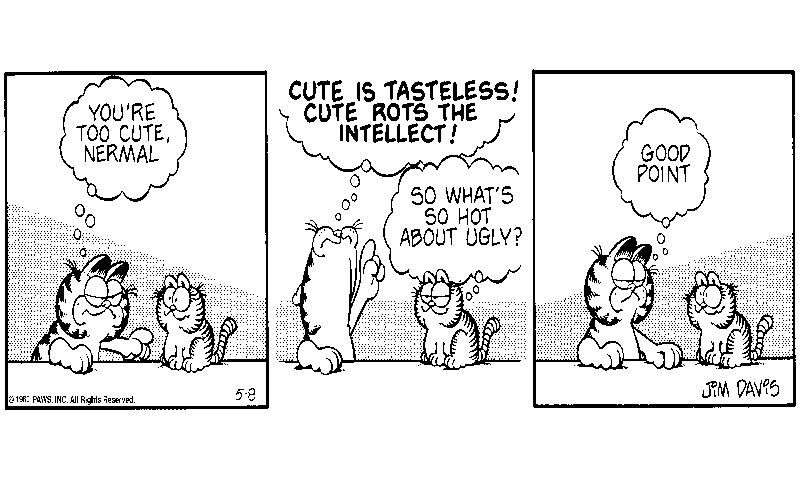 YOU'RE
TOO CUTE,
NERMAL
CUTE IS TASTELESS!
CUTE ROTS THE
INTELLECT!
SO WHAT'S
SO HOT
ABOUT UGLY?
GOOD
POINT
PAWS, INC. All Rights Reserved.
5-8
JIM DAVIS